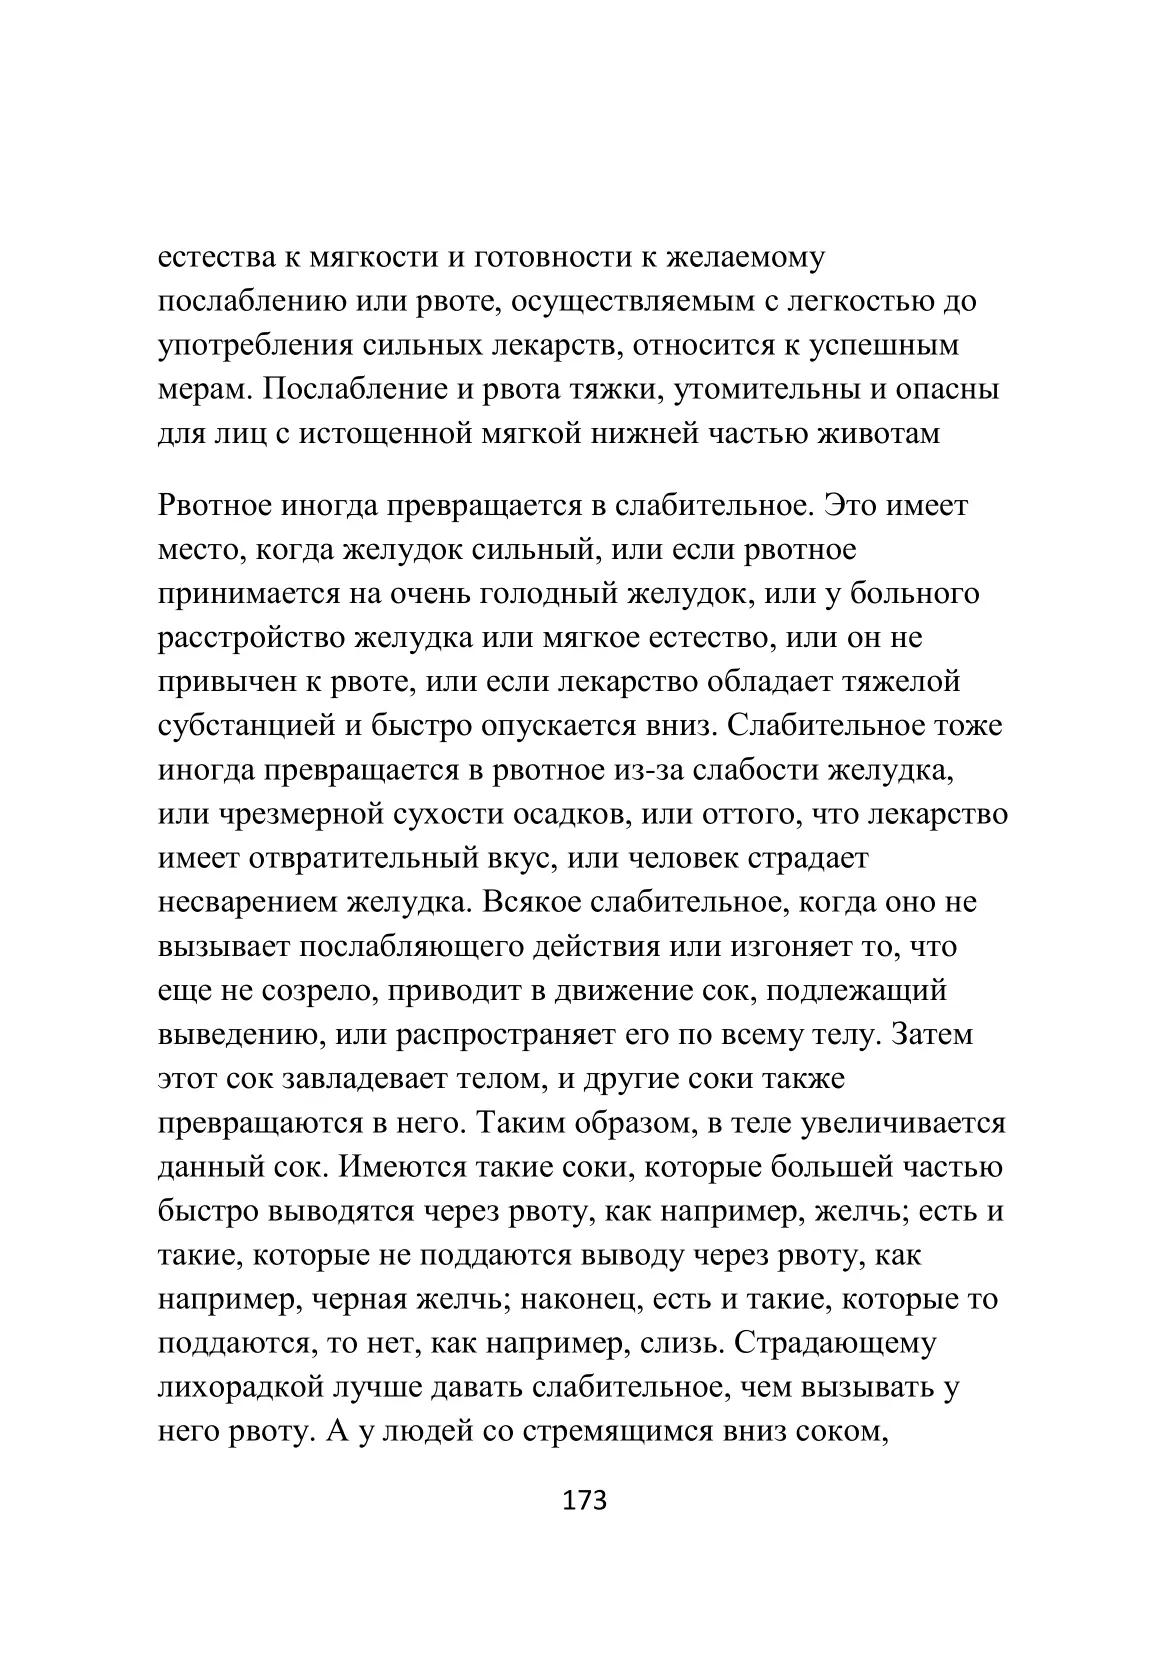 естества к мягкости и готовности к желаемому
послаблению или рвоте, осуществляемым с легкостью до
употребления сильных лекарств, относится к успешным
мерам. Послабление и рвота тяжки, утомительны и опасны
для лиц с истощенной мягкой нижней частью животам
Рвотное иногда превращается в слабительное. Это имеет
место, когда желудок сильный, или если рвотное
принимается на очень голодный желудок, или у больного
расстройство желудка или мягкое естество, или он не
привычен к рвоте, или если лекарство обладает тяжелой
субстанцией и быстро опускается вниз. Слабительное тоже
иногда превращается в рвотное из-за слабости желудка,
или чрезмерной сухости осадков, или оттого, что лекарство
имеет отвратительный вкус, или человек страдает
несварением желудка. Всякое слабительное, когда оно не
вызывает послабляющего действия или изгоняет то, что
еще не созрело, приводит в движение сок, подлежащий
выведению, или распространяет его по всему телу. Затем
этот сок завладевает телом, и другие соки также
превращаются в него. Таким образом, в теле увеличивается
данный сок. Имеются такие соки, которые большей частью
быстро выводятся через рвоту, как например, желчь; есть и
такие, которые не поддаются выводу через рвоту, как
например, черная желчь; наконец, есть и такие, которые то
поддаются, то нет, как например, слизь. Страдающему
лихорадкой лучше давать слабительное, чем вызывать у
него рвоту. А у людей со стремящимся вниз соком,
173